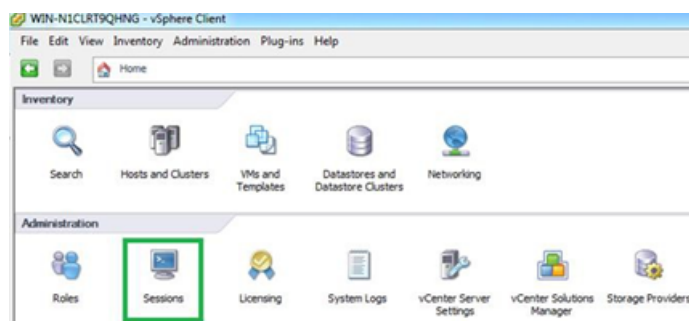 WIN-N1CLRT9QHNG - vSphere Client
File Edit View Inventory Administration Plug-ins Help
Home
Inventory
Search Hosts and Clusters VMs and Templates Datastores and Datastore Clusters Networking
Administration
Roles Sessions Licensing System Logs vCenter Server Settings vCenter Solutions Manager Storage Providers